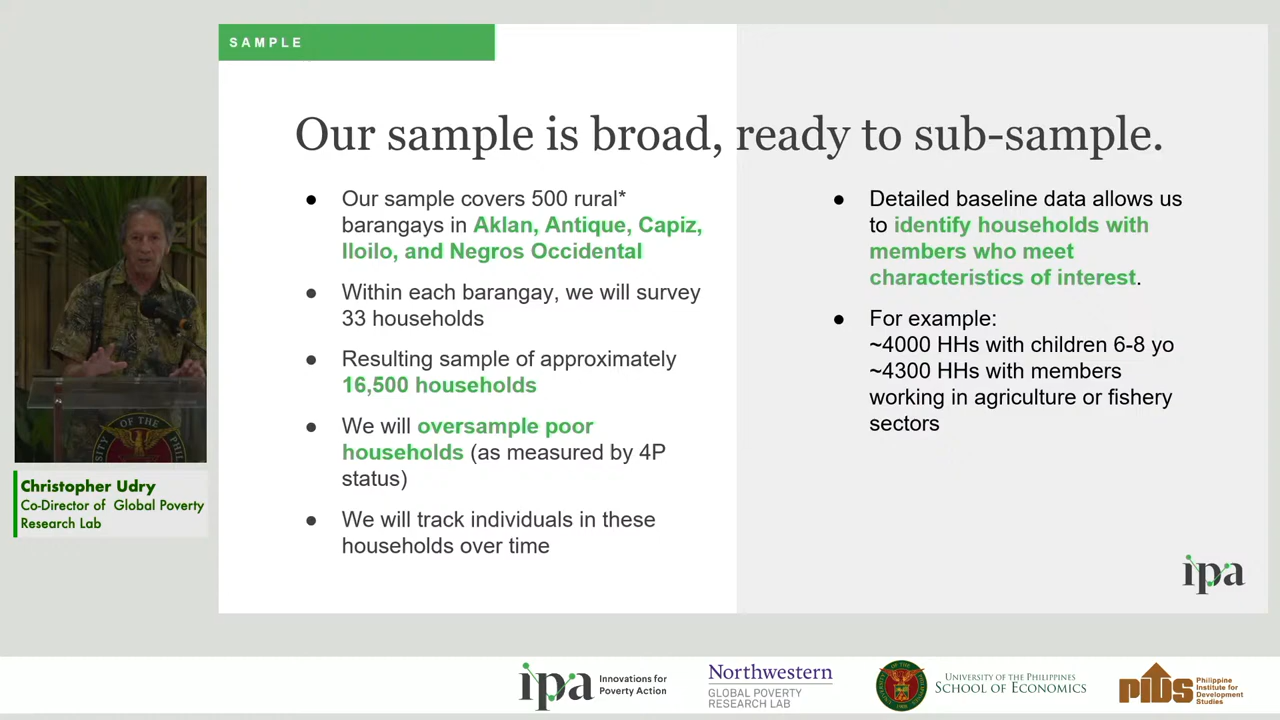 SAMPLE
Our sample is broad, ready to sub-sample.
● Our sample covers 500 rural*
barangays in Aklan, Antique, Capiz,
Iloilo, and Negros Occidental
● Within each barangay, we will survey
33 households
● Resulting sample of approximately
16,500 households
● We will oversample poor
households (as measured by 4P
status)
● We will track individuals in these
households over time
● Detailed baseline data allows us
to identify households with
members who meet
characteristics of interest.
● For example:
~4000 HHs with children 6-8 yo
~4300 HHs with members
working in agriculture or fishery
sectors
ipa
OF THE
Christopher Udry
Co-Director of Global Poverty
Research Lab
ipa
Innovations for
Poverty Action
Northwestern
GLOBAL POVERTY
RESEARCH LAB
UNIVERSITY OF THE PHILIPPINES
SCHOOL OF ECONOMICS
PIDS
Philippine
Institute for
Development
Studies